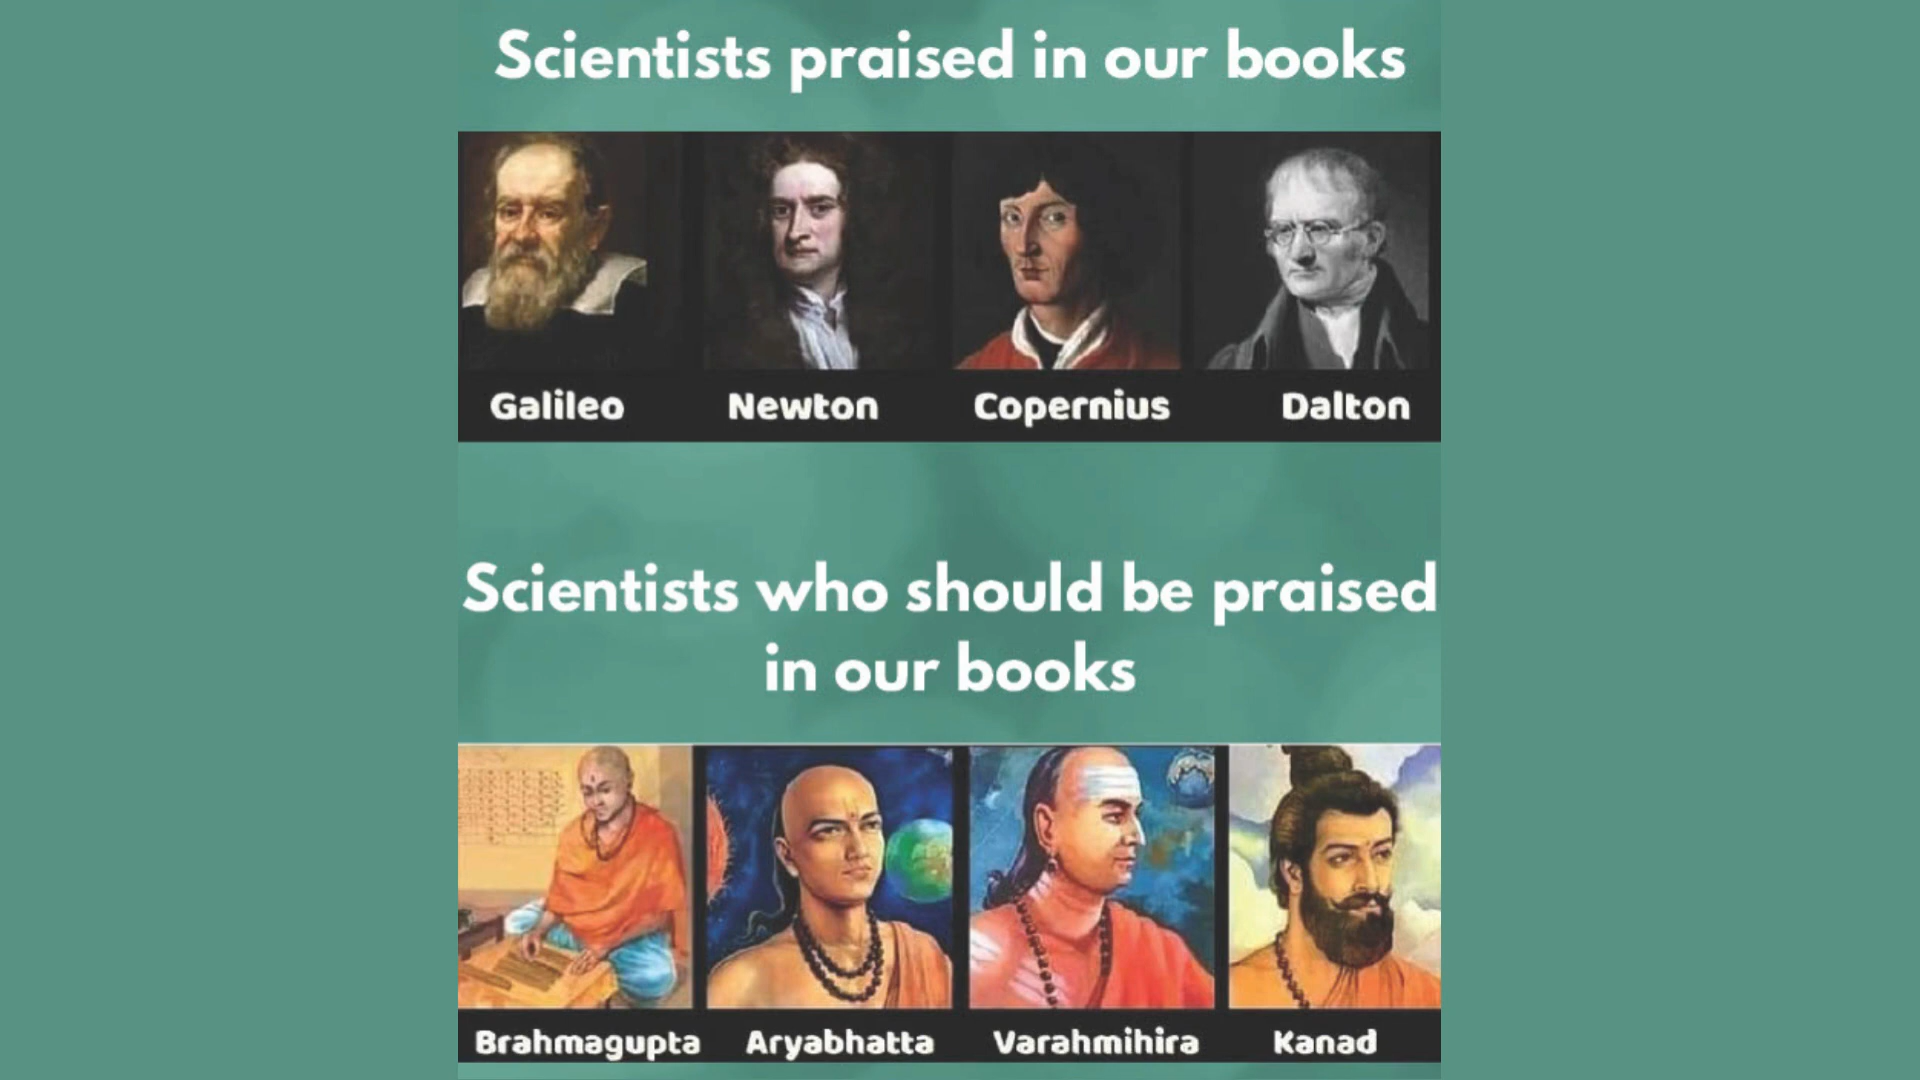 Scientists praised in our books
Galileo Newton Copernius Dalton
Scientists who should be praised
in our books
Brahmagupta Aryabhatta Varahmihira Kanad